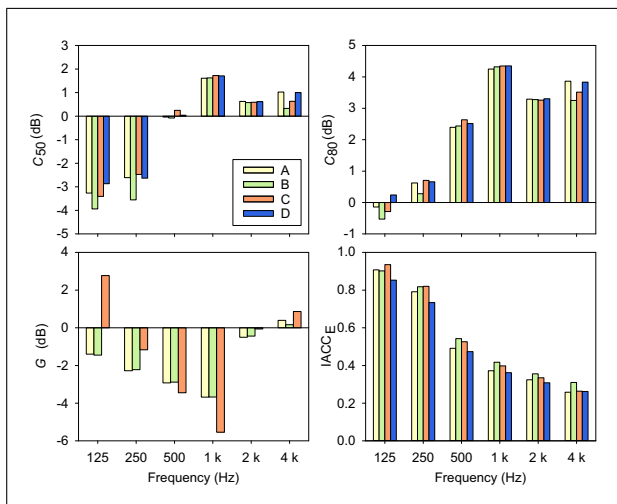 3
2
1
0
-1
-2
-3
-4
-5
C50 (dB)
A
B
C
D
5
4
3
2
1
0
-1
C80 (dB)
4
2
0
-2
-4
-6
G (dB)
125 250 500 1 k 2 k 4 k
Frequency (Hz)
1.0
0.8
0.6
0.4
0.2
0.0
IACCE
125 250 500 1 k 2 k 4 k
Frequency (Hz)